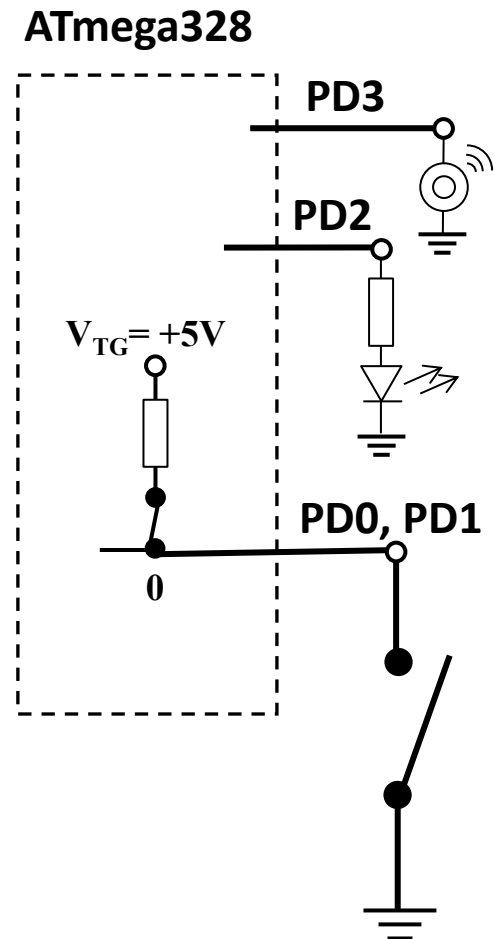 ATmega328
PD3
PD2
VTG= +5V
PD0, PD1
0